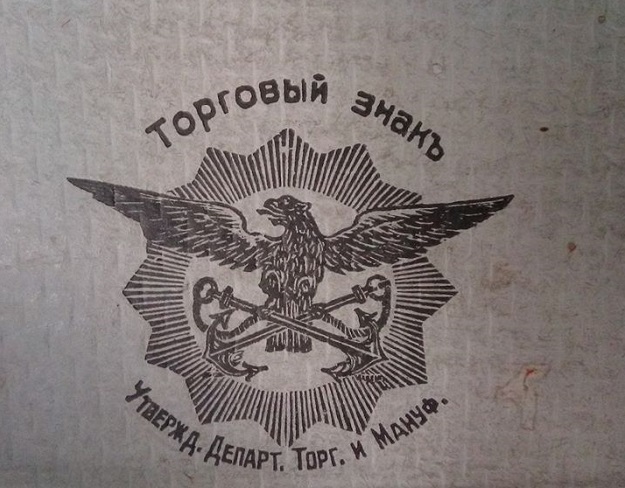 Торговый знакъ
Утвержд. Департ. Торг. и Мануф.